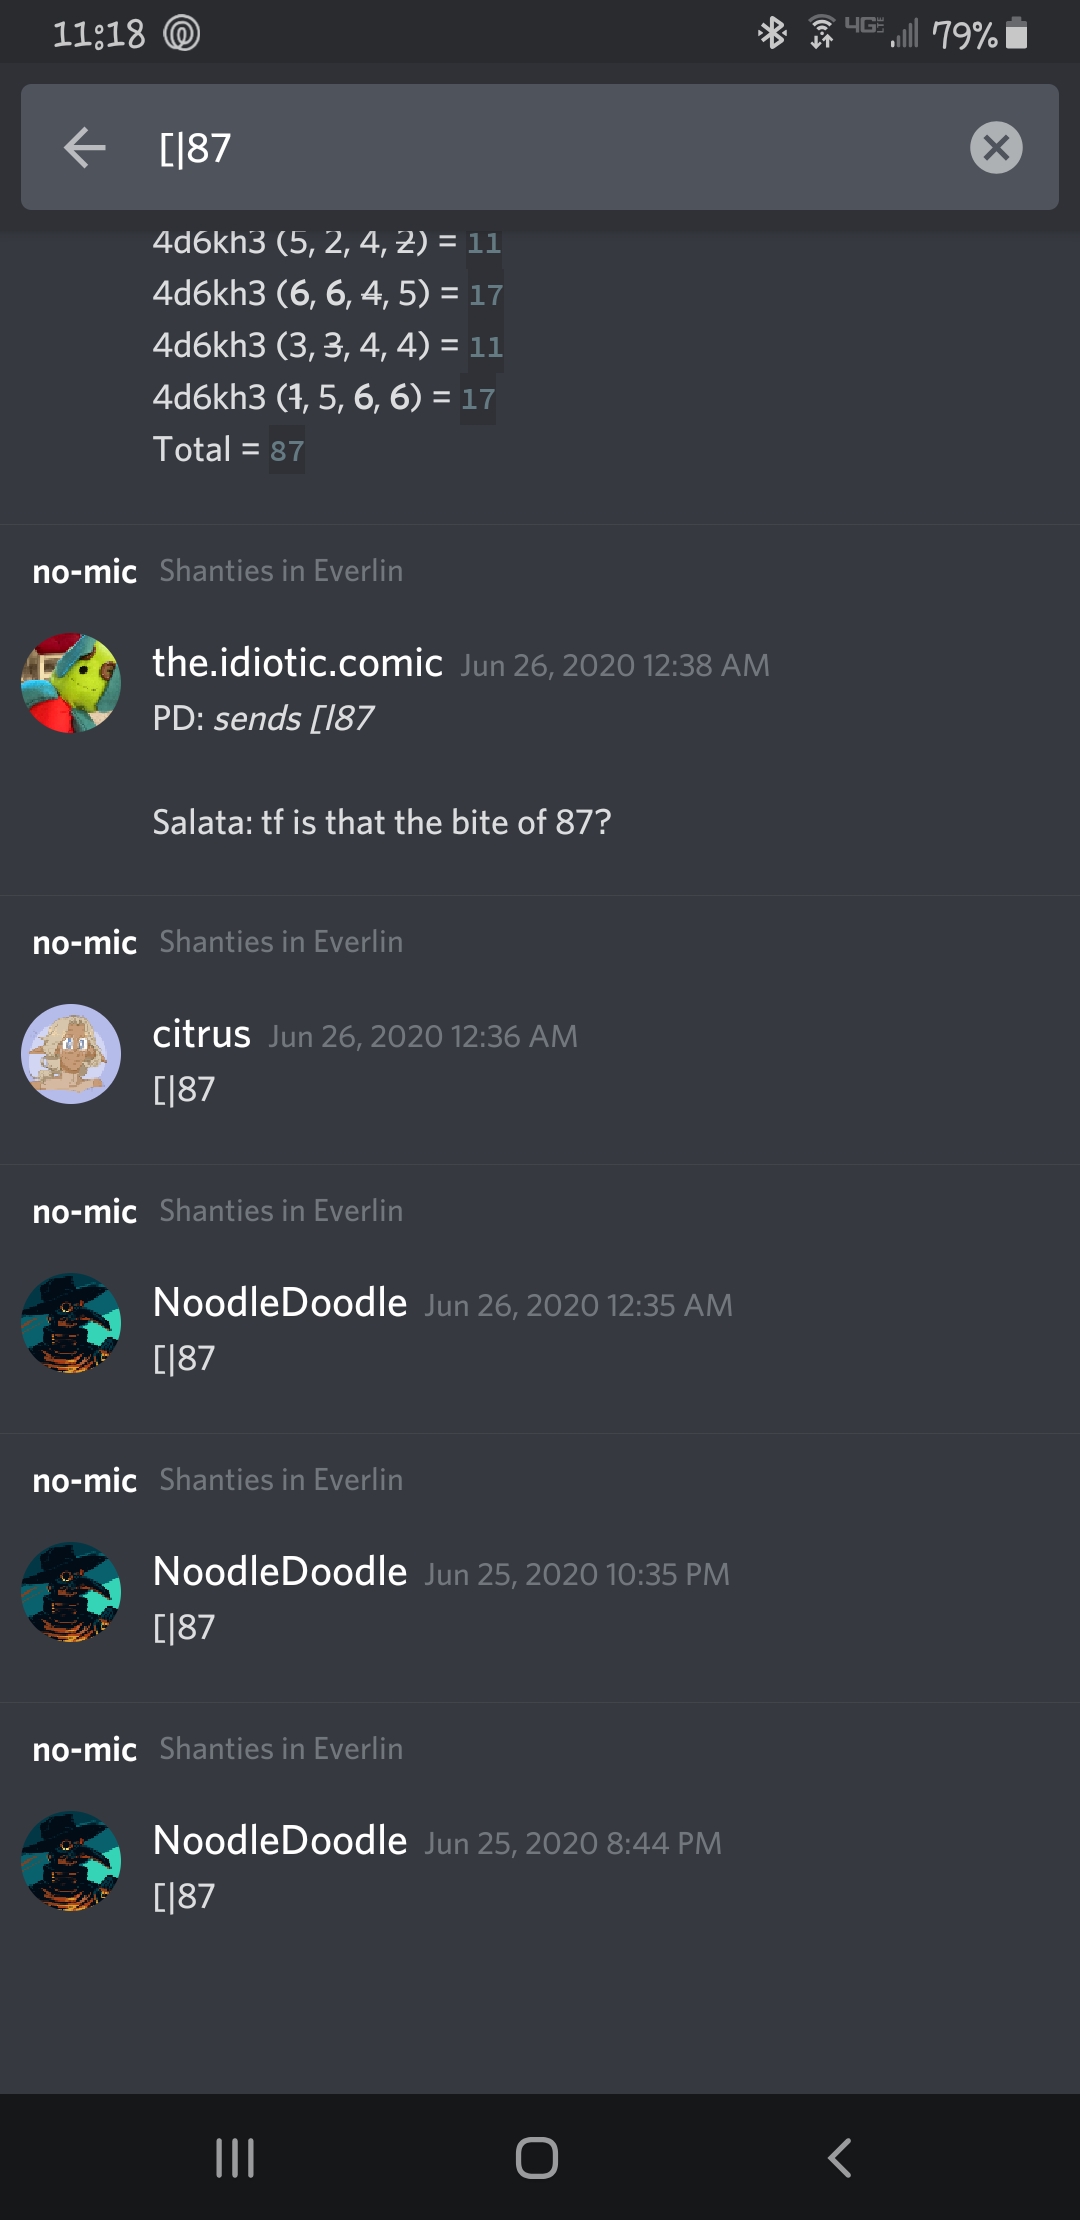 11:18 4G LTE 79%
[|87
4d6kh3 (5, 2, 4, 2) = 11
4d6kh3 (6, 6, 4, 5) = 17
4d6kh3 (3, 3, 4, 4) = 11
4d6kh3 (1, 5, 6, 6) = 17
Total = 87
no-mic Shanties in Everlin
the.idiotic.comic Jun 26, 2020 12:38 AM
PD: sends [l87
Salata: tf is that the bite of 87?
no-mic Shanties in Everlin
citrus Jun 26, 2020 12:36 AM
[|87
no-mic Shanties in Everlin
NoodleDoodle Jun 26, 2020 12:35 AM
[|87
no-mic Shanties in Everlin
NoodleDoodle Jun 25, 2020 10:35 PM
[|87
no-mic Shanties in Everlin
NoodleDoodle Jun 25, 2020 8:44 PM
[|87